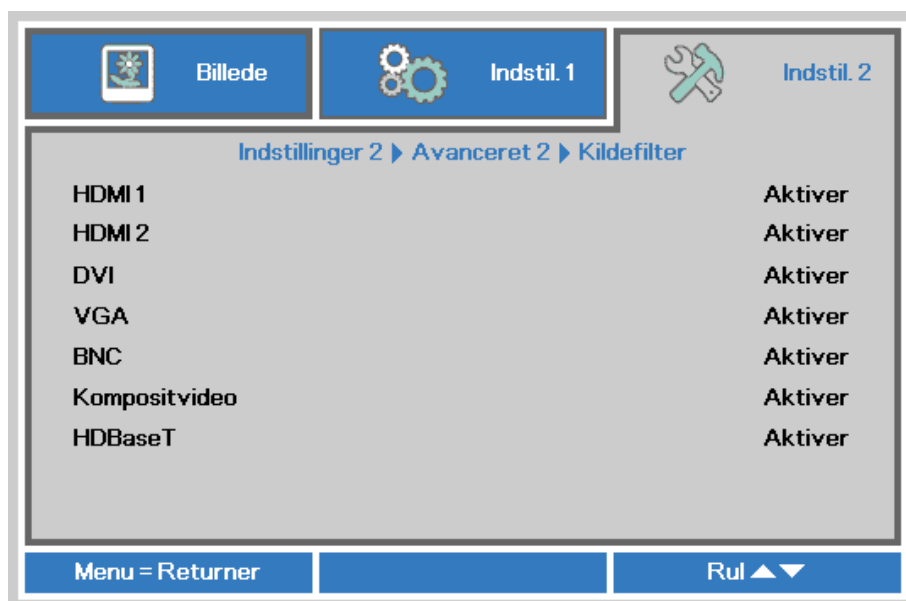 Billede
Indstil. 1
Indstil. 2
Indstillinger 2 ▶ Avanceret 2 ▶ Kildefilter
HDMI 1 Aktiver
HDMI 2 Aktiver
DVI Aktiver
VGA Aktiver
BNC Aktiver
Kompositvideo Aktiver
HDBaseT Aktiver
Menu = Returner
Rul ▲▼